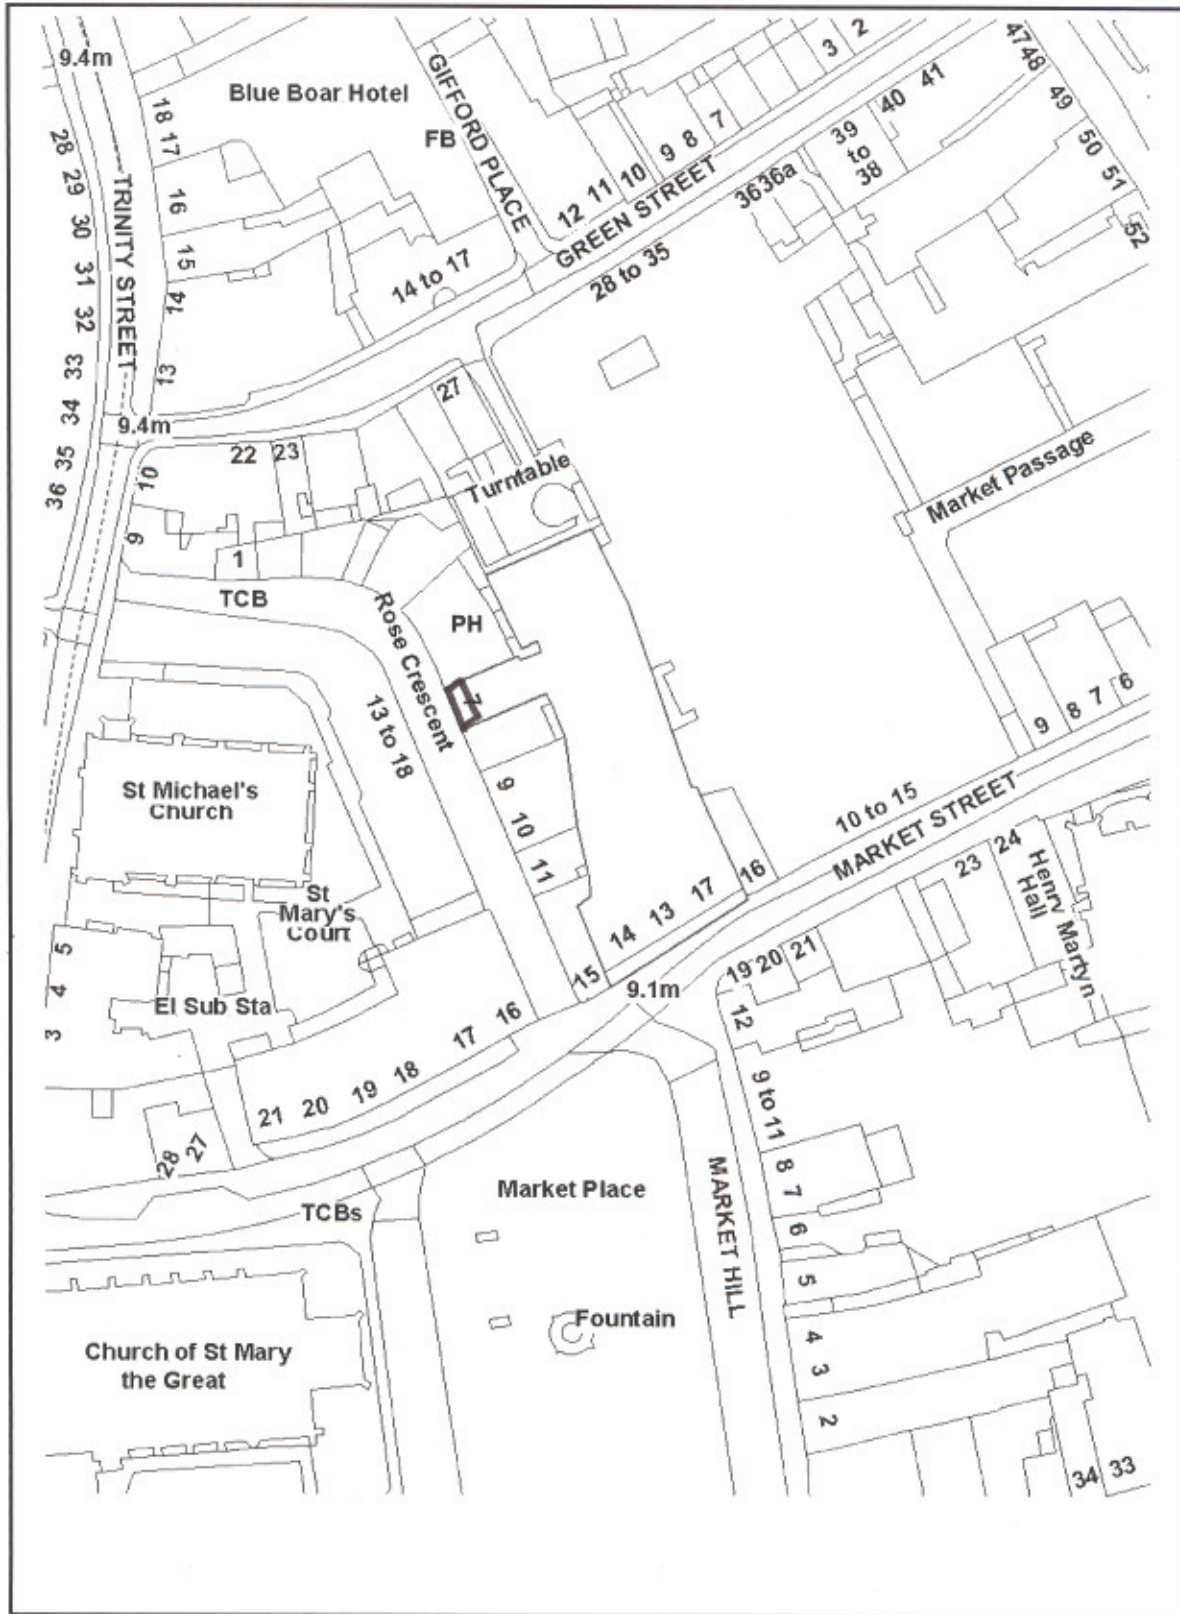 9.4m
Blue Boar Hotel
GIFFORD PLACE
FB
TRINITY STREET
18
17
16
15
14
13
28
29
30
31
32
33
34
35
36
12
11
10
9
8
7
3
2
GREEN STREET
14 to 17
28 to 35
36
36a
39
to
38
40
41
47
48
49
50
51
52
9.4m
10
9
22
23
27
1
Turntable
TCB
Rose Crescent
PH
7
13 to 18
9
10
11
Market Passage
9
8
7
6
10 to 15
MARKET STREET
16
17
13
14
15
St Michael's
Church
St
Mary's
Court
El Sub Sta
5
4
3
16
17
18
19
20
21
28
27
9.1m
19
20
21
12
23
24
Henry Martyn
Hall
9 to 11
8
7
6
5
4
3
2
MARKET HILL
Market Place
TCBs
Fountain
Church of St Mary
the Great
34
33